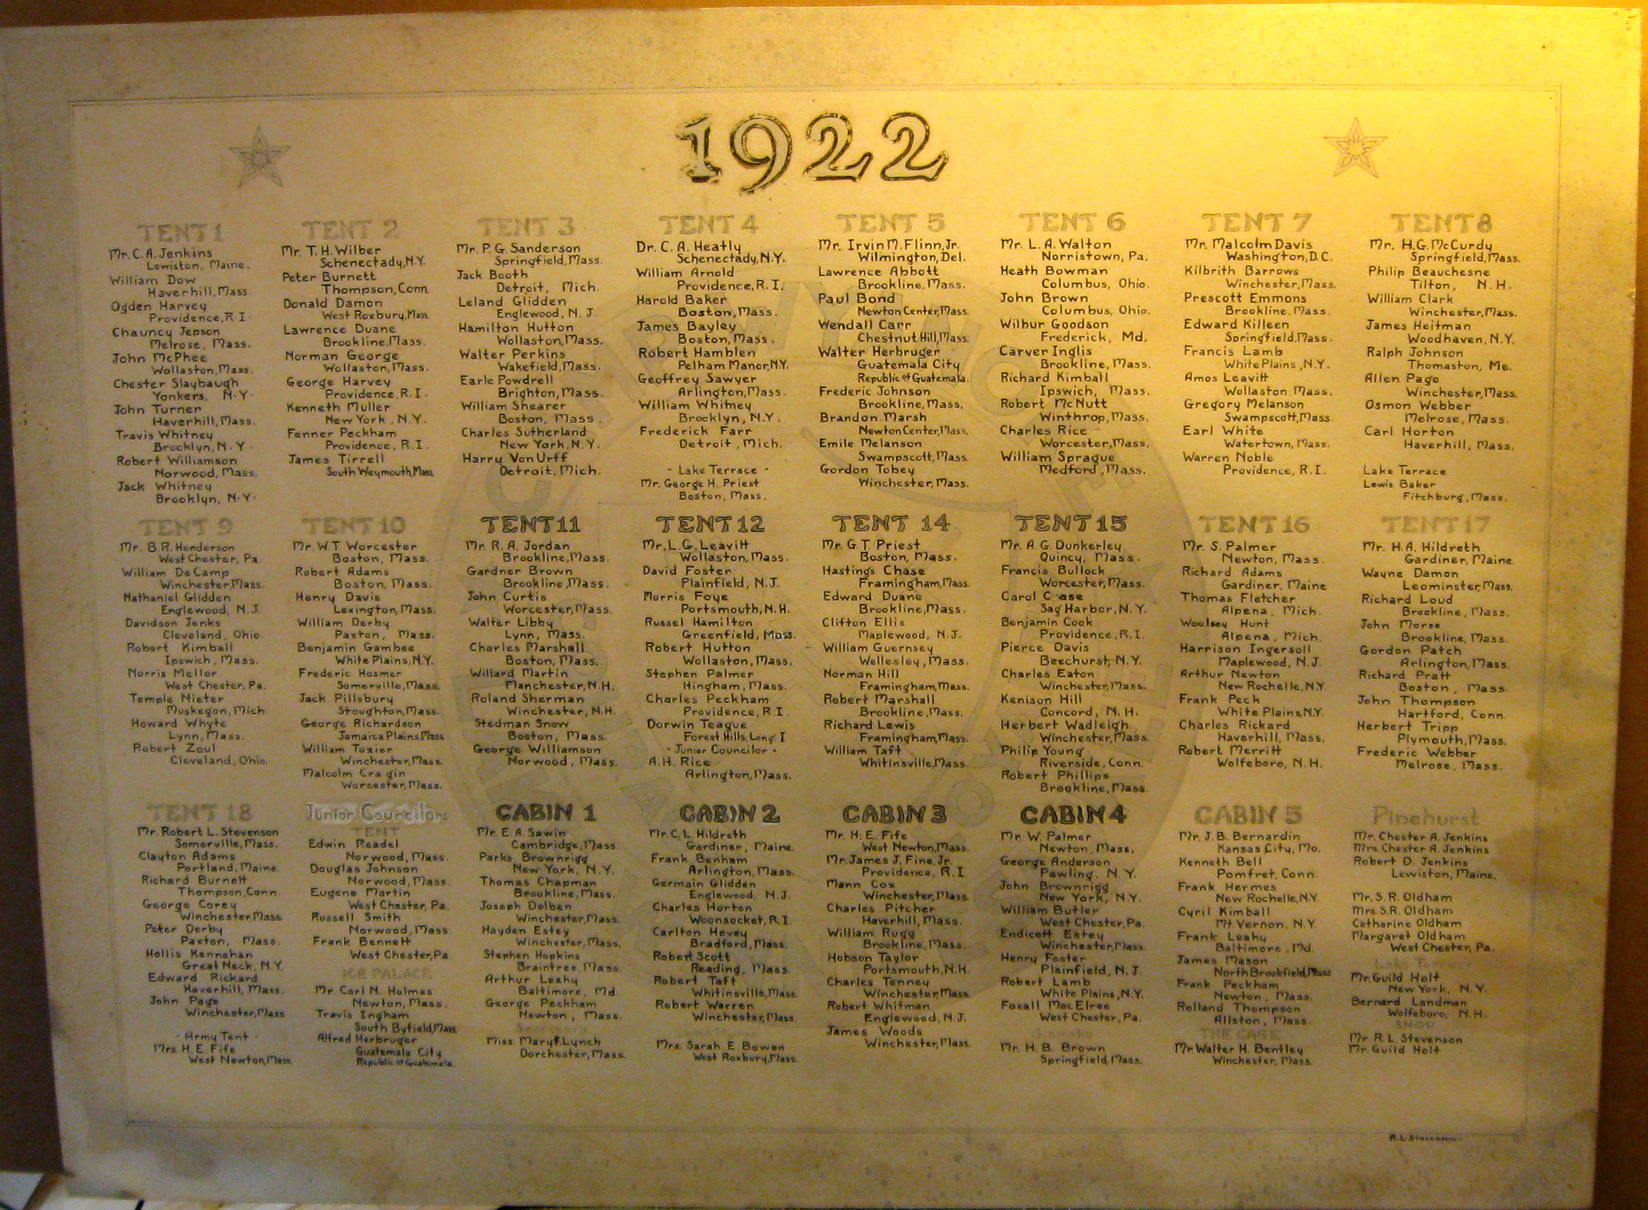 1922
TENT 1
Mr. C.A. Jenkins
Lewiston, Maine.
William Dow
Haverhill, Mass.
Ogden Harvey
Providence, R.I.
Chauncy Jepson
Melrose, Mass.
John McPhee
Wollaston, Mass.
Chester Slaybaugh
Yonkers, N.Y.
John Turner
Haverhill, Mass.
Travis Whitney
Brooklyn, N.Y.
Robert Williamson
Norwood, Mass.
Jack Whitney
Brooklyn, N.Y.
TENT 2
Mr. T.H. Wilber
Schenectady, N.Y.
Peter Burnett
Thompson, Conn.
Donald Damon
West Roxbury, Mass.
Lawrence Duane
Brookline, Mass.
Norman George
Wollaston, Mass.
George Harvey
Providence, R.I.
Kenneth Muller
New York, N.Y.
Fenner Peckham
Providence, R.I.
James Tirrell
South Weymouth, Mass.
TENT 3
Mr. P.G. Sanderson
Springfield, Mass.
Jack Booth
Detroit, Mich.
Leland Glidden
Englewood, N.J.
Hamilton Hutton
Wollaston, Mass.
Walter Perkins
Wakefield, Mass.
Earle Powdrell
Brighton, Mass.
William Shearer
Boston, Mass.
Charles Sutherland
New York, N.Y.
Harry VonUrff
Detroit, Mich.
TENT 4
Dr. C.A. Heatly
Schenectady, N.Y.
William Arnold
Providence, R.I.
Harold Baker
Boston, Mass.
James Bayley
Boston, Mass.
Robert Hamblen
Pelham Manor, N.Y.
Geoffrey Sawyer
Arlington, Mass.
William Whitney
Brooklyn, N.Y.
Frederick Farr
Detroit, Mich.
- Lake Terrace -
Mr. George H. Priest
Boston, Mass.
TENT 5
Mr. Irvin M. Flinn, Jr.
Wilmington, Del.
Lawrence Abbott
Brookline, Mass.
Paul Bond
Newton Center, Mass.
Wendall Carr
Chestnut Hill, Mass.
Walter Herbruger
Guatemala City
Republic of Guatemala.
Frederic Johnson
Brookline, Mass.
Brandon Marsh
Newton Center, Mass.
Emile Melanson
Swampscott, Mass.
Gordon Tobey
Winchester, Mass.
TENT 6
Mr. L.A. Walton
Norristown, Pa.
Heath Bowman
Columbus, Ohio.
John Brown
Columbus, Ohio.
Wilbur Goodson
Frederick, Md.
Carver Inglis
Brookline, Mass.
Richard Kimball
Ipswich, Mass.
Robert McNutt
Winthrop, Mass.
Charles Rice
Worcester, Mass.
William Sprague
Medford, Mass.
TENT 7
Mr. Malcolm Davis
Washington, D.C.
Kilbrith Barrows
Winchester, Mass.
Prescott Emmons
Brookline, Mass.
Edward Killeen
Springfield, Mass.
Francis Lamb
White Plains, N.Y.
Amos Leavitt
Wollaston, Mass.
Gregory Melanson
Swampscott, Mass.
Earl White
Watertown, Mass.
Warren Noble
Providence, R.I.
TENT 8
Mr. H.G. McCurdy
Springfield, Mass.
Philip Beauchesne
Tilton, N.H.
William Clark
Winchester, Mass.
James Heitman
Woodhaven, N.Y.
Ralph Johnson
Thomaston, Me.
Allen Page
Winchester, Mass.
Osmon Webber
Melrose, Mass.
Carl Horton
Haverhill, Mass.
Lake Terrace
Lewis Baker
Fitchburg, Mass.
TENT 9
Mr. B.R. Henderson
West Chester, Pa.
William DeCamp
Winchester, Mass.
Nathaniel Glidden
Englewood, N.J.
Davidson Jenks
Cleveland, Ohio.
Robert Kimball
Ipswich, Mass.
Norris Mellor
West Chester, Pa.
Temple Nieter
Muskegon, Mich
Howard Whyte
Lynn, Mass.
Robert Zoul
Cleveland, Ohio.
TENT 10
Mr. W.T. Worcester
Boston, Mass.
Robert Adams
Boston, Mass.
Henry Davis
Lexington, Mass.
William Derby
Paxton, Mass.
Benjamin Gambee
White Plains, N.Y.
Frederic Hosmer
Somerville, Mass.
Jack Pillsbury
Stoughton, Mass.
George Richardson
Jamaica Plains, Mass.
William Toxier
Winchester, Mass.
Malcolm Cragin
Worcester, Mass.
TENT 11
Mr. R.A. Jordan
Brookline, Mass.
Gardner Brown
Brookline, Mass.
John Curtis
Worcester, Mass.
Walter Libby
Lynn, Mass.
Charles Marshall
Boston, Mass.
Willard Martin
Manchester, N.H.
Roland Sherman
Winchester, N.H.
Stedman Snow
Boston, Mass.
George Williamson
Norwood, Mass.
TENT 12
Mr. L.G. Leavitt
Wollaston, Mass.
David Foster
Plainfield, N.J.
Morris Foye
Portsmouth, N.H.
Russel Hamilton
Greenfield, Mass.
Robert Hutton
Wollaston, Mass.
Stephen Palmer
Hingham, Mass.
Charles Peckham
Providence, R.I.
Dorwin Teague
Forest Hills, Long I
- Junior Councilor -
A.H. Rice
Arlington, Mass.
TENT 14
Mr. G.T. Priest
Boston, Mass.
Hastings Chase
Framingham, Mass.
Edward Duane
Brookline, Mass.
Clifton Ellis
Maplewood, N.J.
William Guernsey
Wellesley, Mass.
Norman Hill
Framingham, Mass.
Robert Marshall
Brookline, Mass.
Richard Lewis
Framingham, Mass.
William Taft
Whitinsville, Mass.
TENT 15
Mr. A.G. Dunkerley
Quincy, Mass.
Francis Bullock
Worcester, Mass.
Carol C ase
Sag Harbor, N.Y.
Benjamin Cook
Providence, R.I.
Pierce Davis
Beechurst, N.Y.
Charles Eaton
Winchester, Mass.
Kenison Hill
Concord, N.H.
Herbert Wadleigh
Winchester, Mass.
Philip Young
Riverside, Conn.
Robert Phillips
Brookline, Mass.
TENT 16
Mr. S. Palmer
Newton, Mass.
Richard Adams
Gardiner, Maine
Thomas Fletcher
Alpena, Mich.
Woolsey Hunt
Alpena, Mich.
Harrison Ingersoll
Maplewood, N.J.
Arthur Newton
New Rochelle, N.Y.
Frank Peck
White Plains, N.Y.
Charles Rickard
Haverhill, Mass.
Robert Merritt
Wolfeboro, N.H.
TENT 17
Mr. H.A. Hildreth
Gardiner, Maine
Wayne Damon
Leominster, Mass.
Richard Loud
Brookline, Mass.
John Morse
Brookline, Mass.
Gordon Patch
Arlington, Mass.
Richard Pratt
Boston, Mass.
John Thompson
Hartford, Conn.
Herbert Tripp
Plymouth, Mass.
Frederic Webber
Melrose, Mass.
TENT 18
Mr. Robert L. Stevenson
Somerville, Mass.
Clayton Adams
Portland, Maine.
Richard Burnett
Thompson, Conn.
George Corey
Winchester, Mass.
Peter Derby
Paxton, Mass.
Hollis Kennahan
Great Neck, N.Y.
Edward Rickard
Haverhill, Mass.
John Page
Winchester, Mass
- Army Tent -
Mrs. H.E. Fife
West Newton, Mass.
Junior Councilors
TENT
Edwin Readel
Norwood, Mass.
Douglas Johnson
Norwood, Mass.
Eugene Martin
West Chester, Pa.
Russell Smith
Norwood, Mass
Frank Bennett
West Chester, Pa
ICE PALACE
Mr. Carl N. Holmes
Newton, Mass.
Travis Ingham
South Byfield, Mass.
Alfred Herbruger
Guatemala City
Republic of Guatemala.
CABIN 1
Mr. E.A. Sawin
Cambridge, Mass.
Parks Brownrigg
New York, N.Y.
Thomas Chapman
Brookline, Mass.
Joseph Dolben
Winchester, Mass.
Hayden Estey
Winchester, Mass.
Stephen Hopkins
Braintree Mass.
Arthur Leahy
Baltimore, Md.
George Peckham
Newton, Mass.
Miss. Mary F. Lynch
Dorchester, Mass.
CABIN 2
Mr. C.L. Hildreth
Gardiner, Maine.
Frank Benham
Arlington, Mass.
Germain Glidden
Englewood, N.J.
Charles Horton
Woonsocket, R.I.
Carlton Hovey
Bradford, Mass.
Robert Scott
Reading, Mass.
Robert Taft
Whitinsville, Mass
Robert Warren
Winchester, Mass.
Mrs. Sarah E Bowen
West Roxbury, Mass.
CABIN 3
Mr. H.E. Fife
West Newton, Mass.
Mr. James J. Fine, Jr.
Providence, R.I.
Mann Cox
Winchester, Mass.
Charles Pitcher
Haverhill, Mass.
William Rugg
Brookline, Mass.
Hobson Taylor
Portsmouth, N.H.
Charles Tenney
Winchester, Mass.
Robert Whitman
Englewood, N.J.
James Woods
Winchester, Mass.
CABIN 4
Mr. W. Palmer
Newton, Mass.
George Anderson
Pawling, N.Y.
John Brownrigg
New York, N.Y.
William Butler
West Chester, Pa
Endicott Estey
Winchester, Mass.
Henry Foster
Plainfield, N.J.
Robert Lamb
White Plains, N.Y.
Foxall MacElree
West Chester, Pa.
Mr. H.B. Brown
Springfield, Mass.
CABIN 5
Mr. J.B. Bernardin
Kansas City, Mo.
Kenneth Bell
Pomfret, Conn.
Frank Hermes
New Rochelle, N.Y.
Cyril Kimball
Mt Vernon, N.Y.
Frank Leahy
Baltimore, Md.
James Mason
North Brookfield, Mass
Frank Peckham
Newton, Mass.
Rolland Thompson
Allston, Mass.
THE CAGE
Mr. Walter H. Bentley
Winchester, Mass.
Pinehurst
Mr. Chester A. Jenkins
Mrs. Chester A. Jenkins
Robert D. Jenkins
Lewiston, Maine.
Mr. S.R. Oldham
Mrs S.R. Oldham
Catharine Oldham
Margaret Oldham
West Chester, Pa.
Lake Terrace
Mr. Guild Holt
New York, N.Y.
Bernard Landman
Wolfeboro, N.H.
SHOP
Mr. R.L. Stevenson
Mr. Guild Holt
R.L. Stevenson